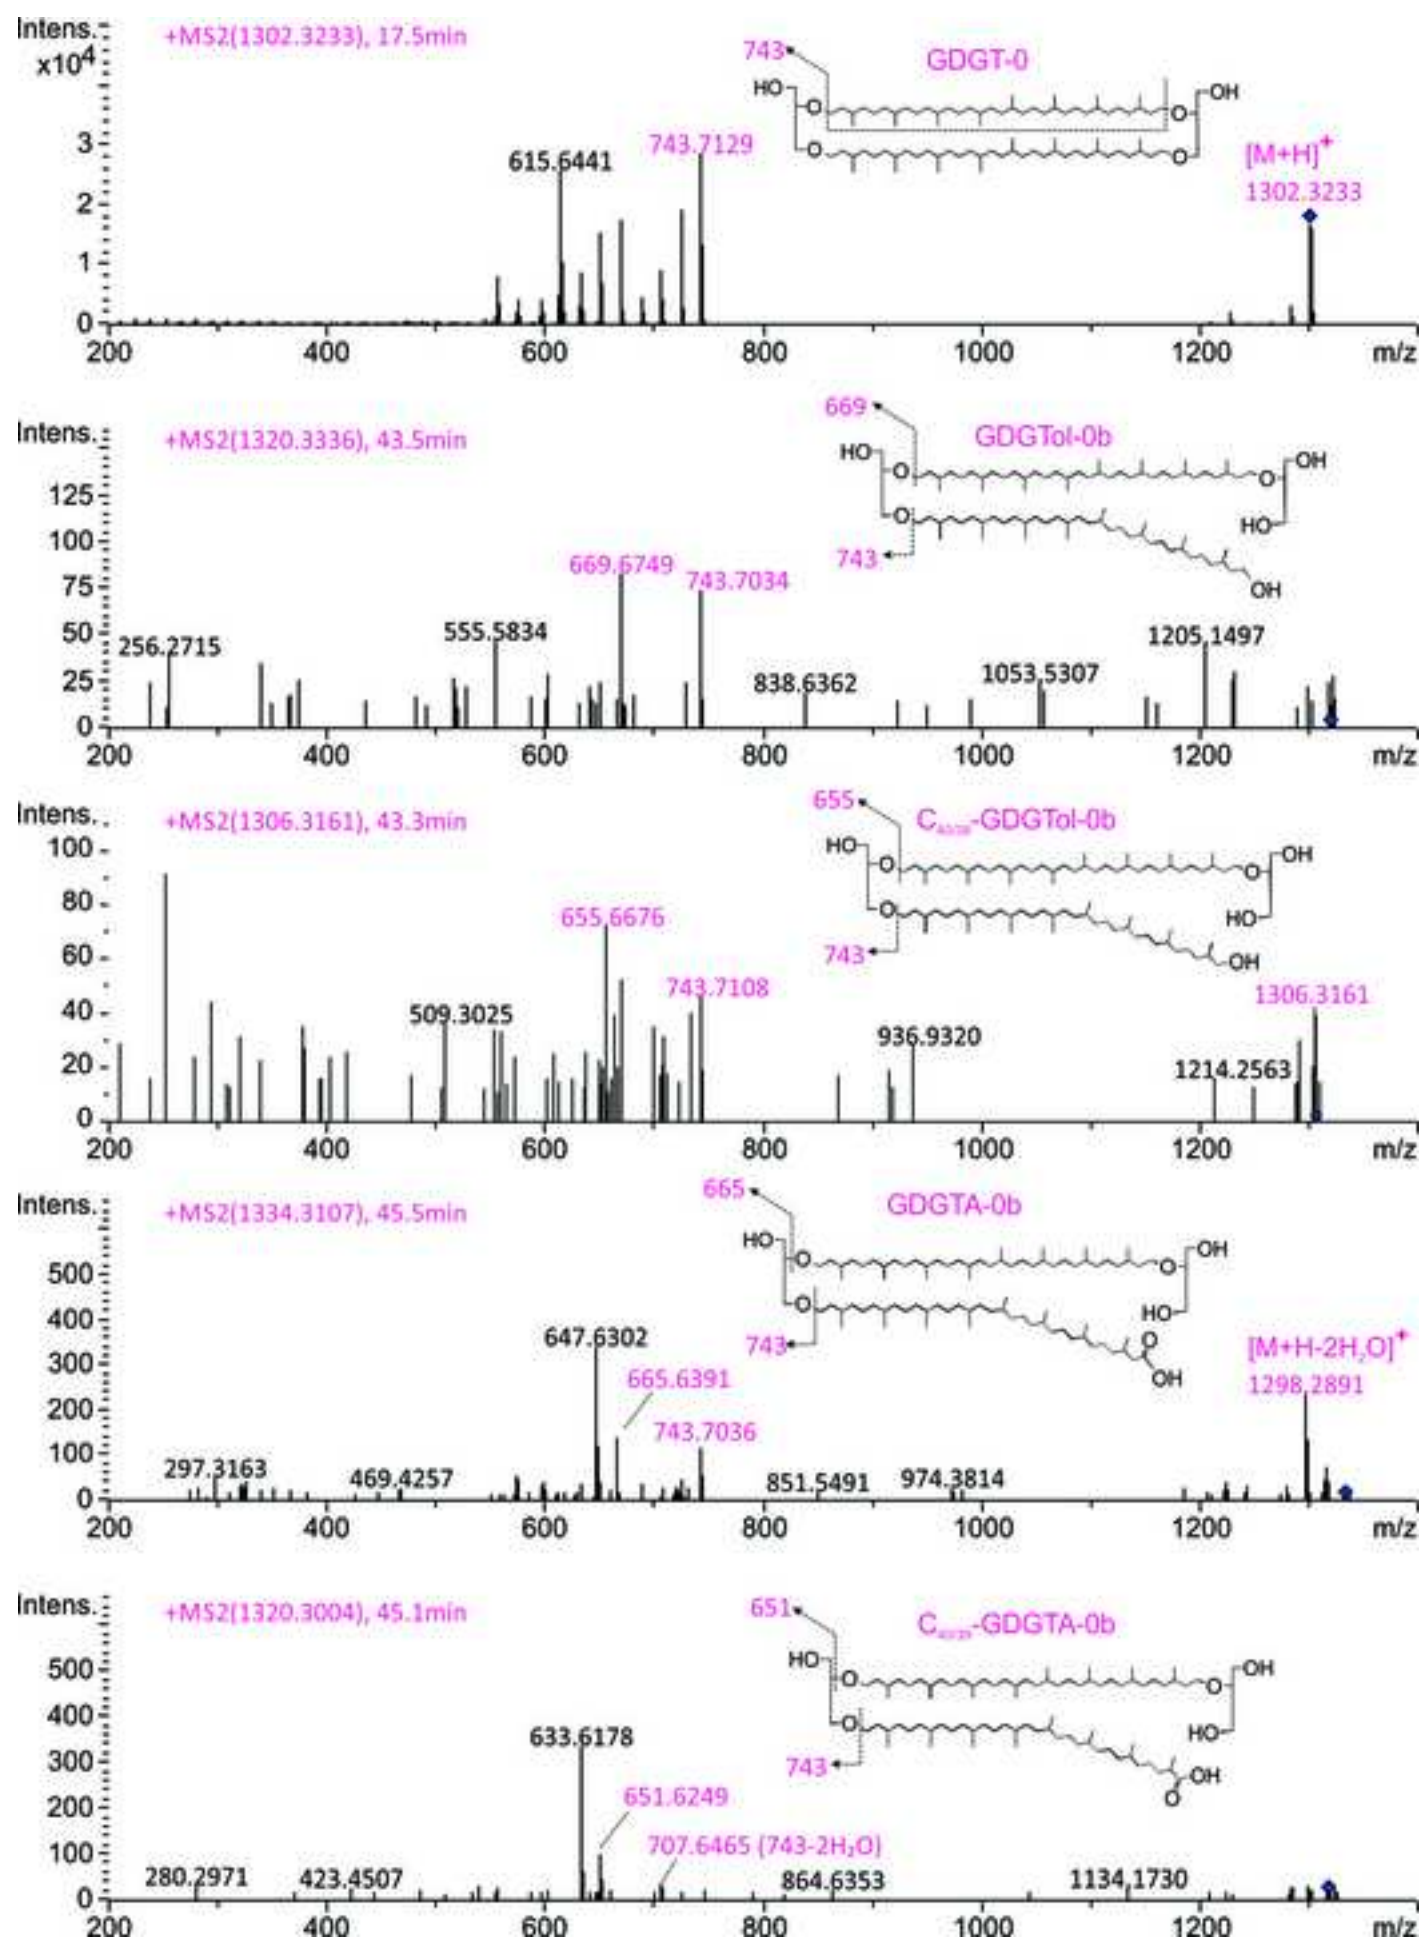 Intens.
x10⁴
+MS2(1302.3233), 17.5min
743
GDGT-0
HO
O
O
OH
O
O
743.7129
615.6441
[M+H]⁺
1302.3233
3
2
1
0
200 400 600 800 1000 1200 m/z
Intens.
+MS2(1320.3336), 43.5min
669
GDGTol-0b
HO
O
O
OH
O
HO
OH
743
669.6749
743.7034
256.2715
555.5834
838.6362
1053.5307
1205.1497
125
100
75
50
25
0
200 400 600 800 1000 1200 m/z
Intens.
+MS2(1306.3161), 43.3min
655
-GDGTol-0b
HO
O
O
OH
O
HO
OH
743
655.6676
743.7108
509.3025
936.9320
1214.2563
1306.3161
100
80
60
40
20
0
200 400 600 800 1000 1200 m/z
Intens.
+MS2(1334.3107), 45.5min
665
GDGTA-0b
HO
O
O
OH
O
HO
O
OH
743
647.6302
665.6391
743.7036
[M+H-2H₂O]⁺
1298.2891
297.3163
469.4257
851.5491
974.3814
500
400
300
200
100
0
200 400 600 800 1000 1200 m/z
Intens.
+MS2(1320.3004), 45.1min
651
-GDGTA-0b
HO
O
O
OH
O
HO
OH
O
743
633.6178
651.6249
707.6465 (743-2H₂O)
280.2971
423.4507
864.6353
1134.1730
500
400
300
200
100
0
200 400 600 800 1000 1200 m/z